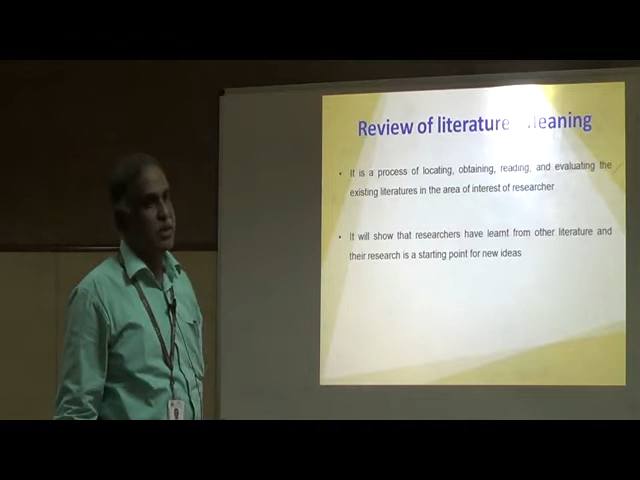 Review of literature
• It is a process of locating, obtaining, reading, and evaluating the
existing literatures in the area of interest of researcher
• It will show that researchers have learnt from other literature and
their research is a starting point for new ideas